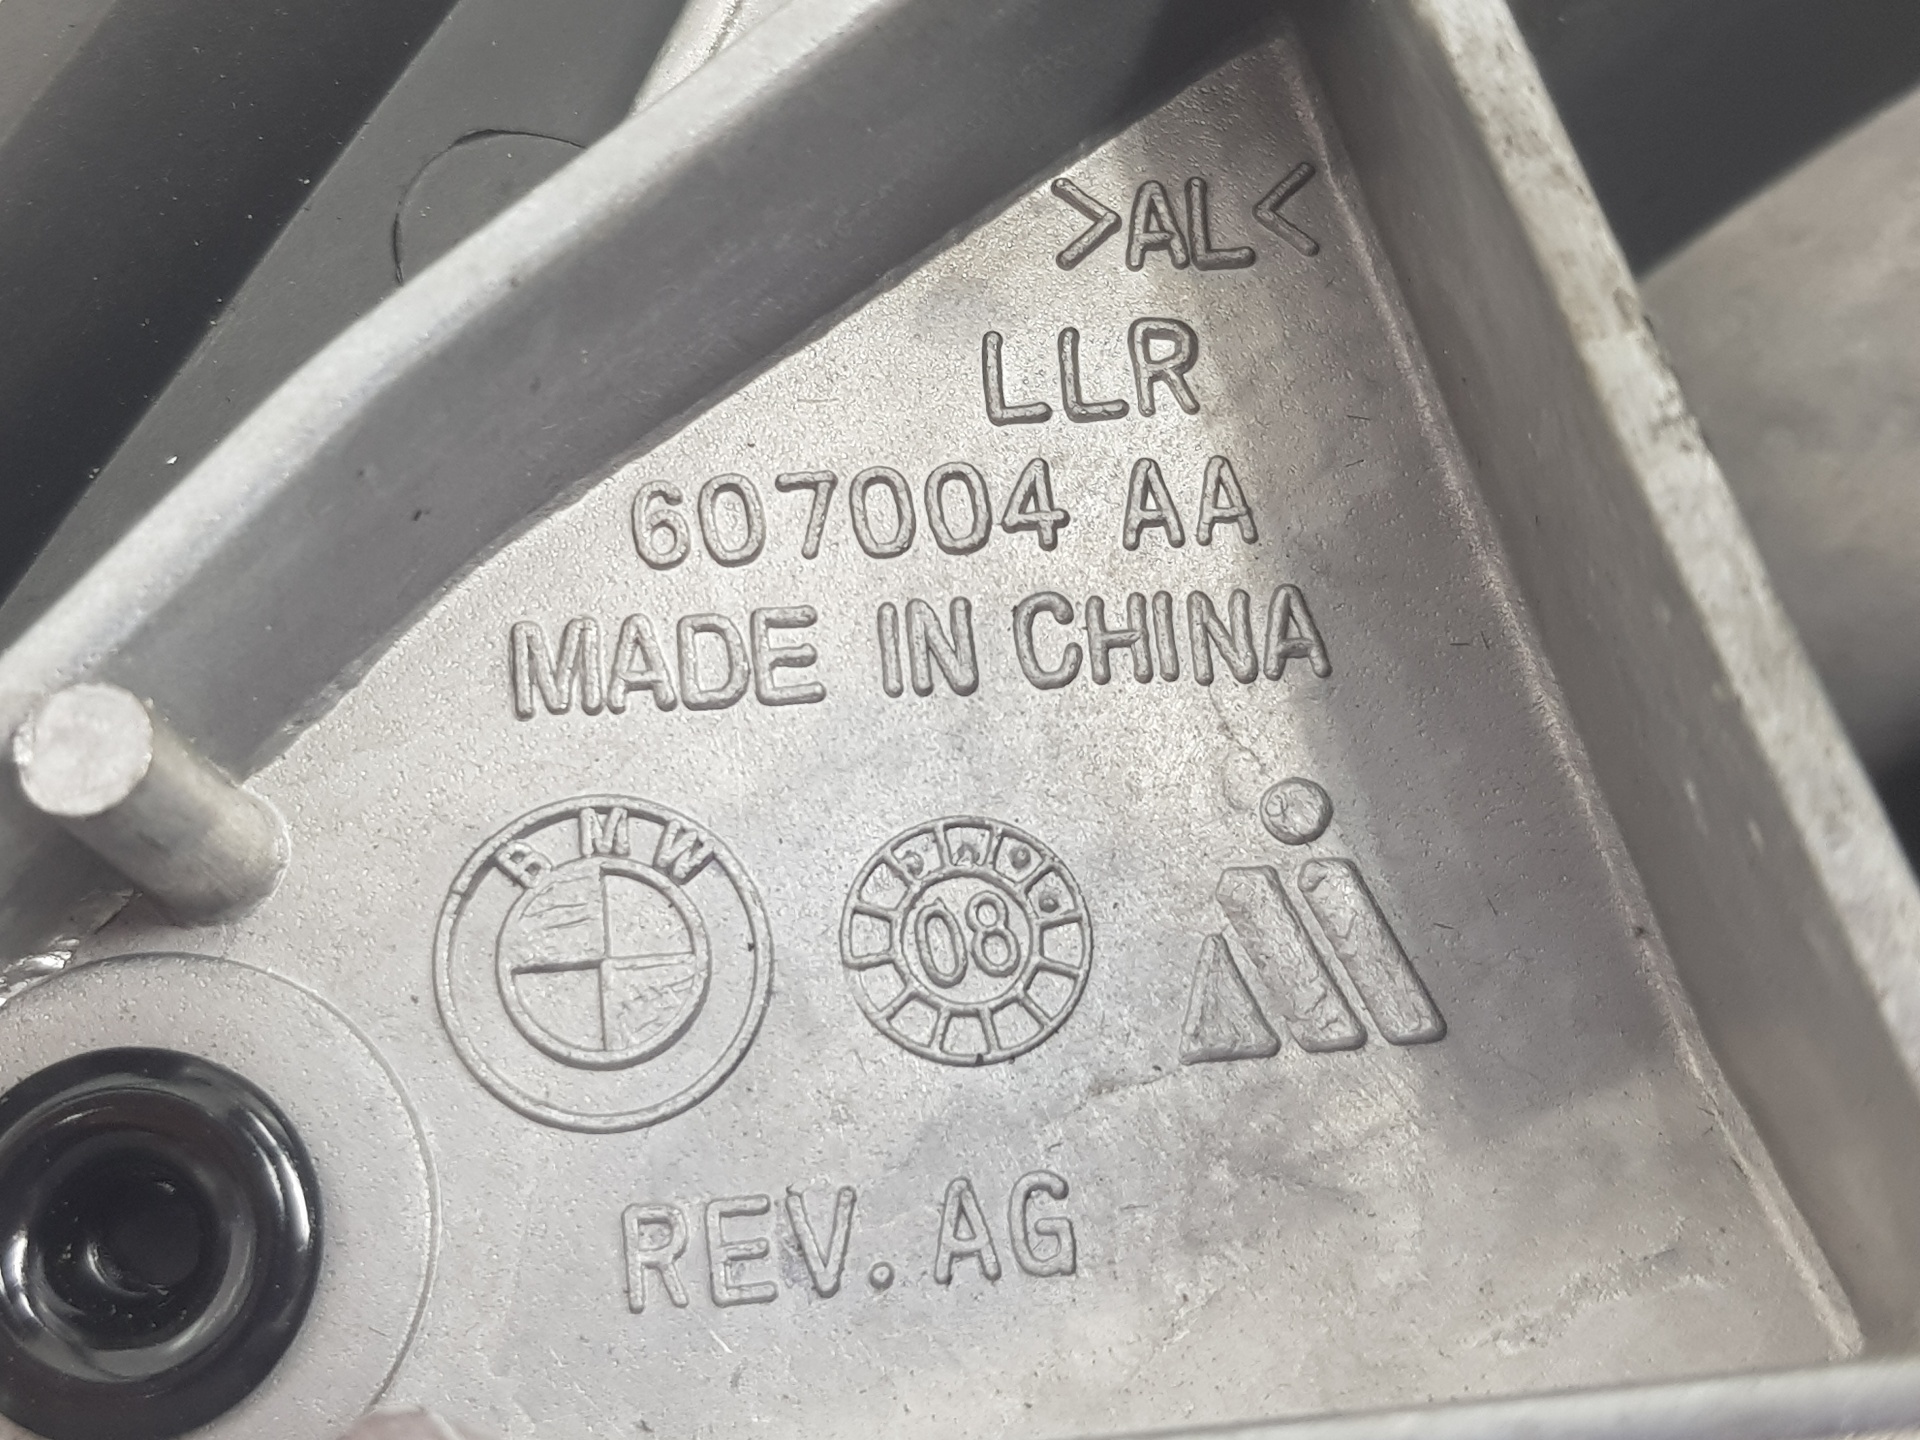 >AL<
LLR
607004 AA
MADE IN CHINA
BMW
08
REV. AG